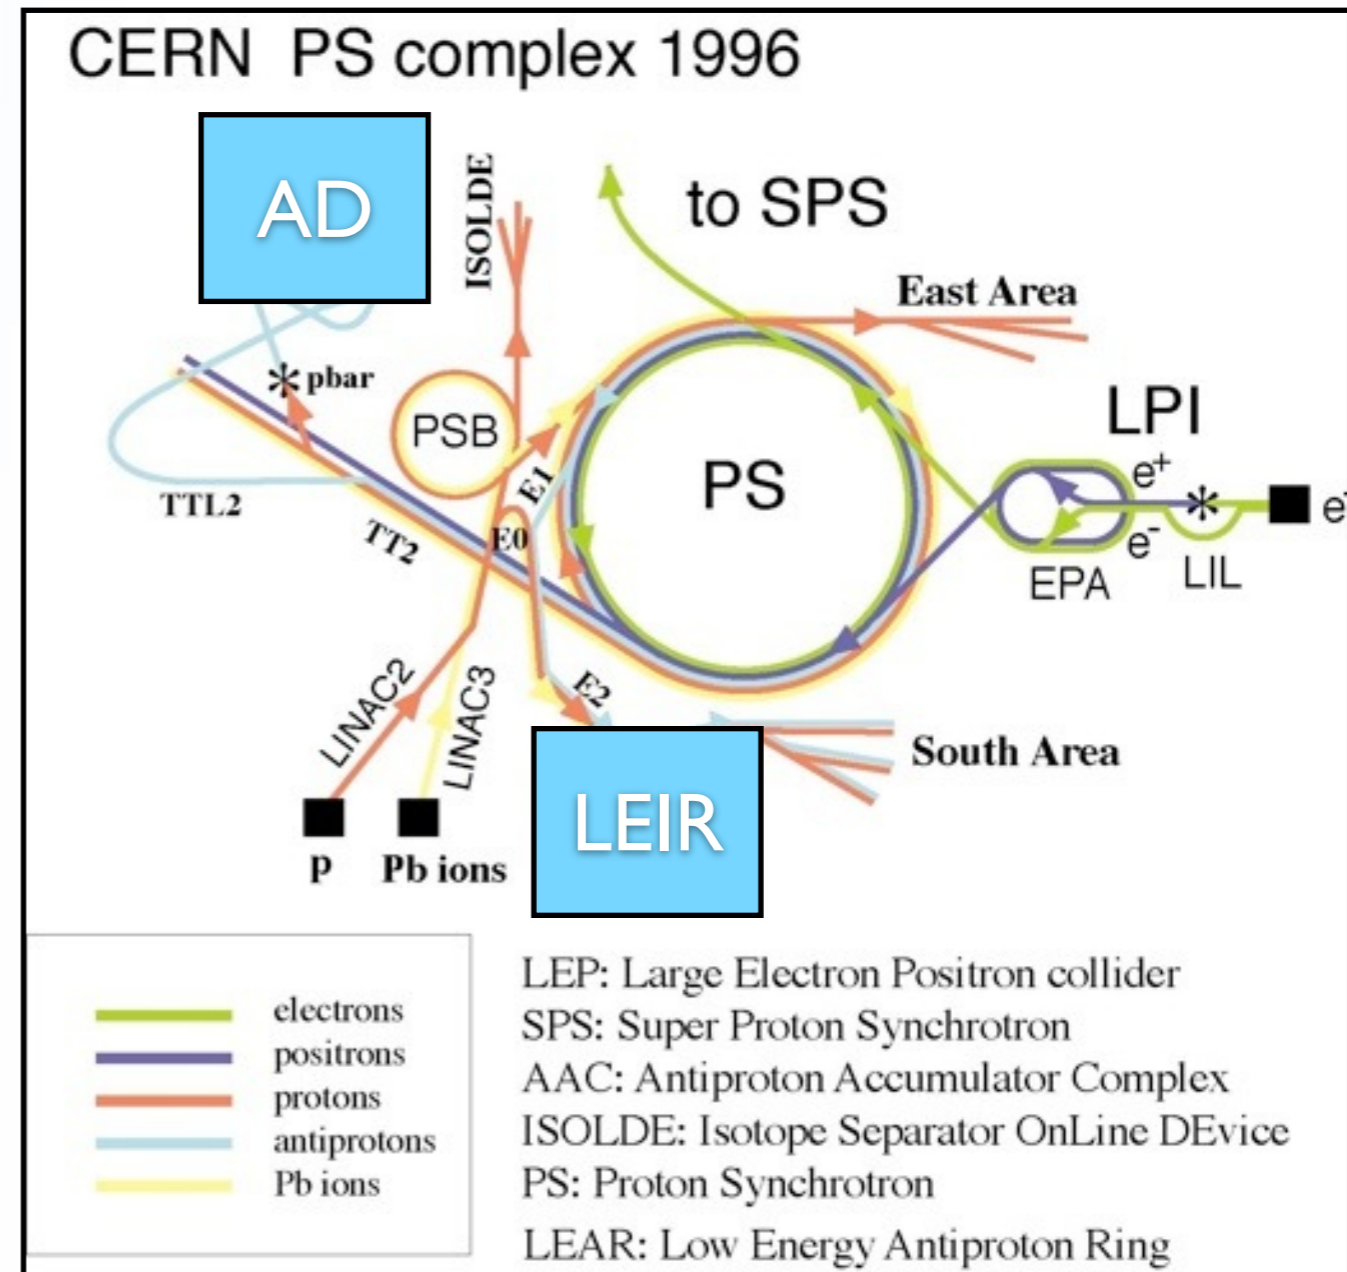 CERN PS complex 1996
AD
ISOLDE
to SPS
East Area
pbar
PSB
LPI
PS
e+
e-
e-
EPA
LIL
TTL2
TT2
E1
E0
E2
LINAC2
LINAC3
South Area
LEIR
p
Pb ions
electrons
positrons
protons
antiprotons
Pb ions
LEP: Large Electron Positron collider
SPS: Super Proton Synchrotron
AAC: Antiproton Accumulator Complex
ISOLDE: Isotope Separator OnLine DEvice
PS: Proton Synchrotron
LEAR: Low Energy Antiproton Ring